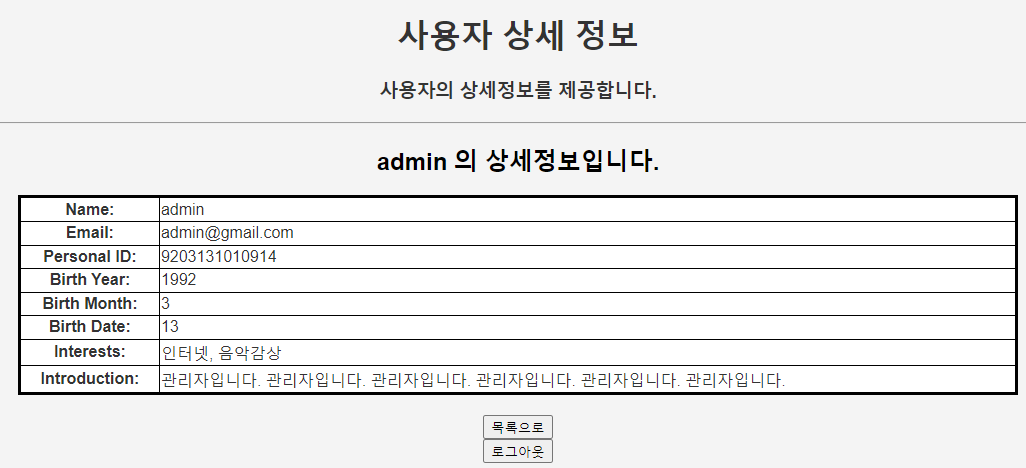 사용자 상세 정보
사용자의 상세정보를 제공합니다.
admin 의 상세정보입니다.
Name: admin
Email: admin@gmail.com
Personal ID: 9203131010914
Birth Year: 1992
Birth Month: 3
Birth Date: 13
Interests: 인터넷, 음악감상
Introduction: 관리자입니다. 관리자입니다. 관리자입니다. 관리자입니다. 관리자입니다. 관리자입니다.
목록으로
로그아웃